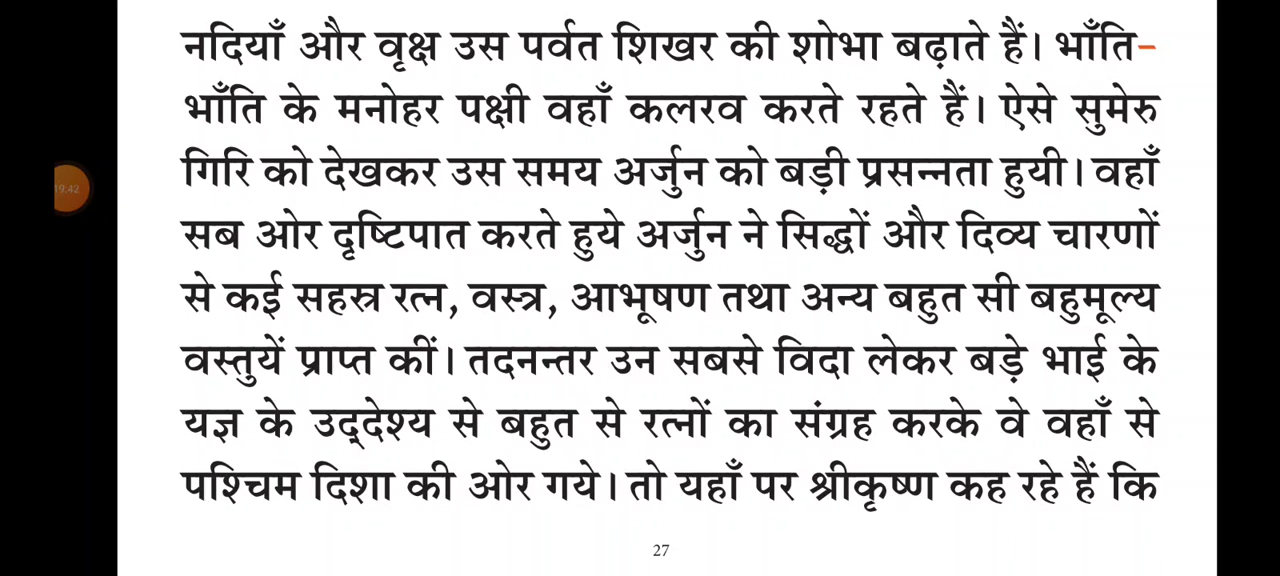 नदियाँ और वृक्ष उस पर्वत शिखर की शोभा बढ़ाते हैं। भाँति-
भाँति के मनोहर पक्षी वहाँ कलरव करते रहते हैं। ऐसे सुमेरु
गिरि को देखकर उस समय अर्जुन को बड़ी प्रसन्नता हुयी। वहाँ
19:42
सब ओर दृष्टिपात करते हुये अर्जुन ने सिद्धों और दिव्य चारणों
से कई सहस्र रत्न, वस्त्र, आभूषण तथा अन्य बहुत सी बहुमूल्य
वस्तुयें प्राप्त कीं। तदनन्तर उन सबसे विदा लेकर बड़े भाई के
यज्ञ के उद्देश्य से बहुत से रत्नों का संग्रह करके वे वहाँ से
पश्चिम दिशा की ओर गये। तो यहाँ पर श्रीकृष्ण कह रहे हैं कि
27